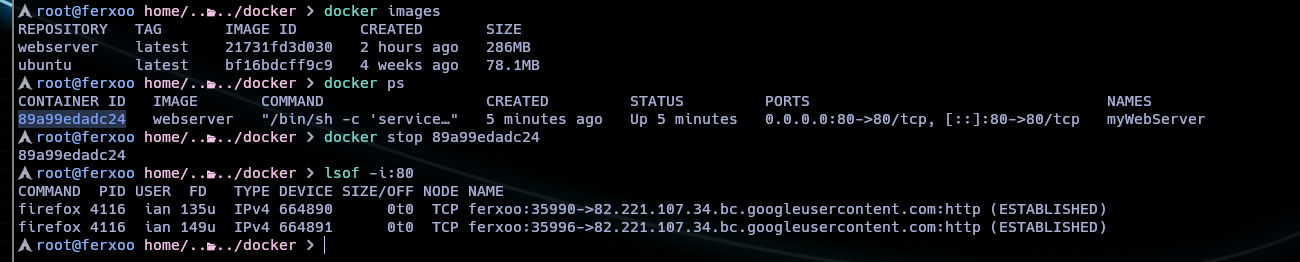 root@ferxoo home/..../docker > docker images
REPOSITORY TAG IMAGE ID CREATED SIZE
webserver latest 21731fd3d030 2 hours ago 286MB
ubuntu latest bf16bdcff9c9 4 weeks ago 78.1MB
root@ferxoo home/..../docker > docker ps
CONTAINER ID IMAGE COMMAND CREATED STATUS PORTS NAMES
89a99edadc24 webserver "/bin/sh -c 'service…" 5 minutes ago Up 5 minutes 0.0.0.0:80->80/tcp, [::]:80->80/tcp myWebServer
root@ferxoo home/..../docker > docker stop 89a99edadc24
89a99edadc24
root@ferxoo home/..../docker > lsof -i:80
COMMAND PID USER FD TYPE DEVICE SIZE/OFF NODE NAME
firefox 4116 ian 135u IPv4 664890 0t0 TCP ferxoo:35990->82.221.107.34.bc.googleusercontent.com:http (ESTABLISHED)
firefox 4116 ian 149u IPv4 664891 0t0 TCP ferxoo:35996->82.221.107.34.bc.googleusercontent.com:http (ESTABLISHED)
root@ferxoo home/..../docker >